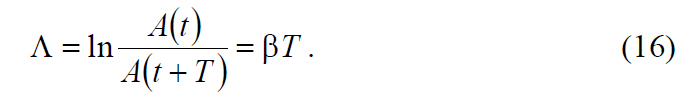 Λ = ln A(t) / A(t + T) = βT . (16)